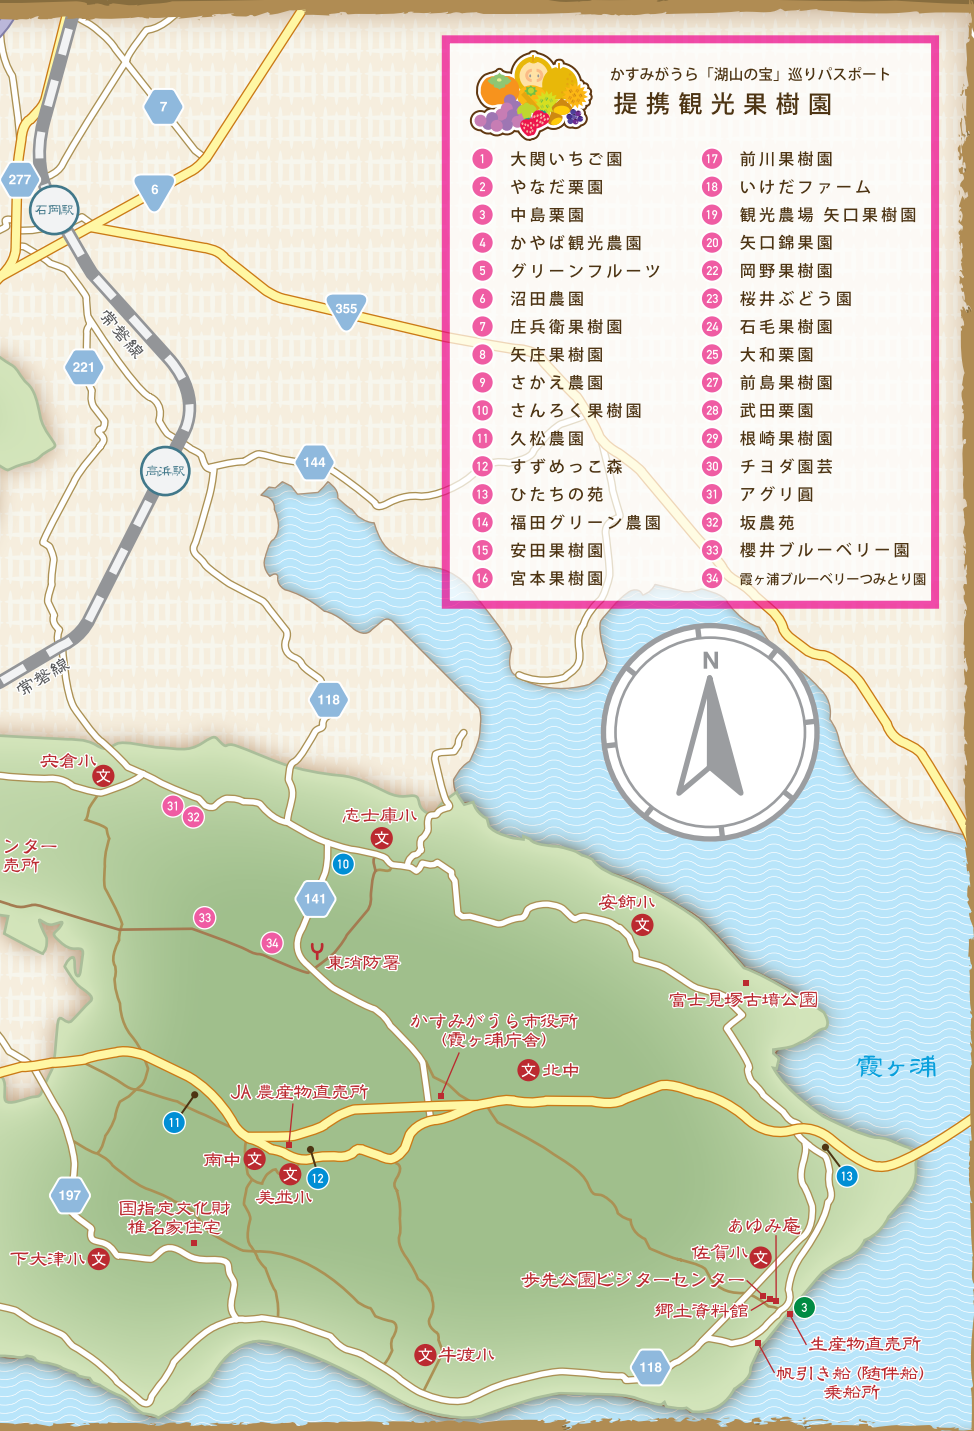 かすみがうら「湖山の宝」巡りパスポート
提携観光果樹園
1 大関いちご園
2 やなだ栗園
3 中島栗園
4 かやば観光農園
5 グリーンフルーツ
6 沼田農園
7 庄兵衛果樹園
8 矢庄果樹園
9 さかえ農園
10 さんろく果樹園
11 久松農園
12 すずめっこ森
13 ひたちの苑
14 福田グリーン農園
15 安田果樹園
16 宮本果樹園
17 前川果樹園
18 いけだファーム
19 観光農場 矢口果樹園
20 矢口錦果園
22 岡野果樹園
23 桜井ぶどう園
24 石毛果樹園
25 大和栗園
27 前島果樹園
28 武田栗園
29 根崎果樹園
30 チヨダ園芸
31 アグリ圓
32 坂農苑
33 櫻井ブルーベリー園
34 霞ヶ浦ブルーベリーつみとり園
7
277
6
石岡駅
355
常磐線
221
高浜駅
144
常磐線
118
N
宍倉小
文
31
32
志士庫小
文
ンター
売所
10
141
33
34
東消防署
安飾小
文
富士見塚古墳公園
かすみがうら市役所
(霞ヶ浦庁舎)
文 北中
霞ヶ浦
JA 農産物直売所
11
南中 文
文
美並小
12
13
197
国指定文化財
椎名家住宅
下大津小 文
あゆみ庵
佐賀小 文
歩先公園ビジターセンター
郷土資料館
3
生産物直売所
文 牛渡小
118
帆引き船 (随伴船)
乗船所